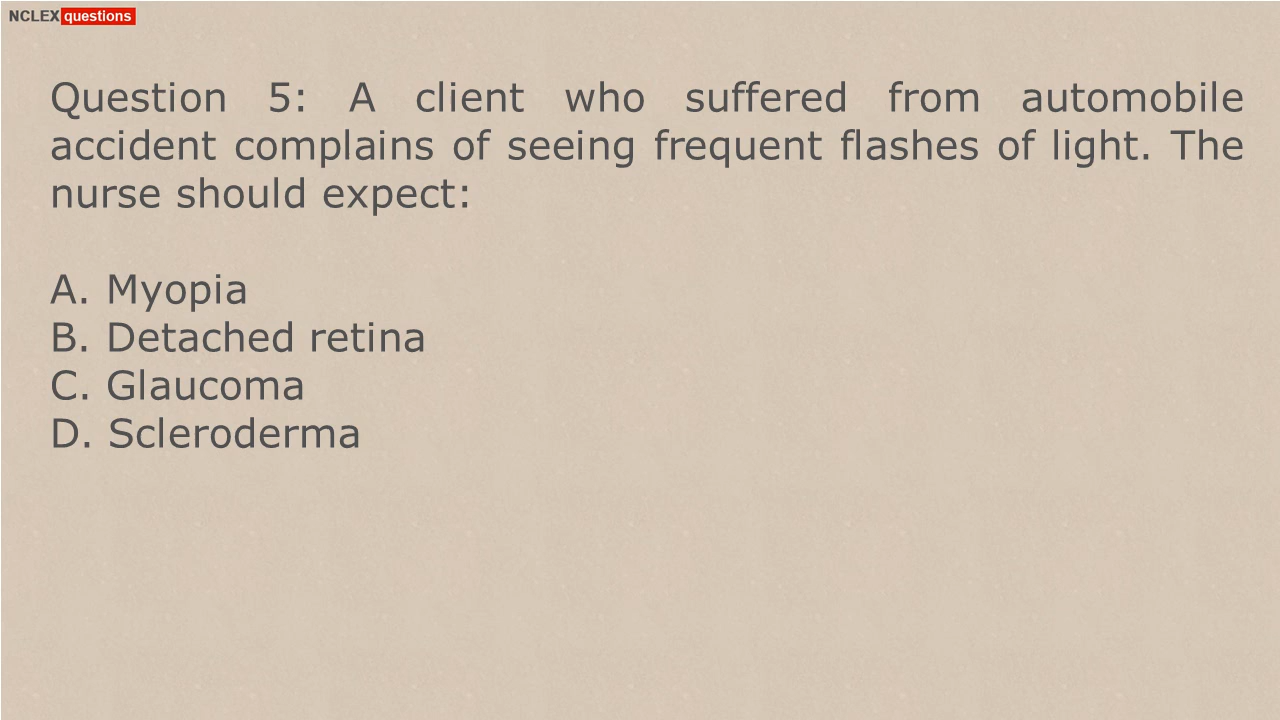 NCLEX questions
Question 5: A client who suffered from automobile
accident complains of seeing frequent flashes of light. The
nurse should expect:
A. Myopia
B. Detached retina
C. Glaucoma
D. Scleroderma